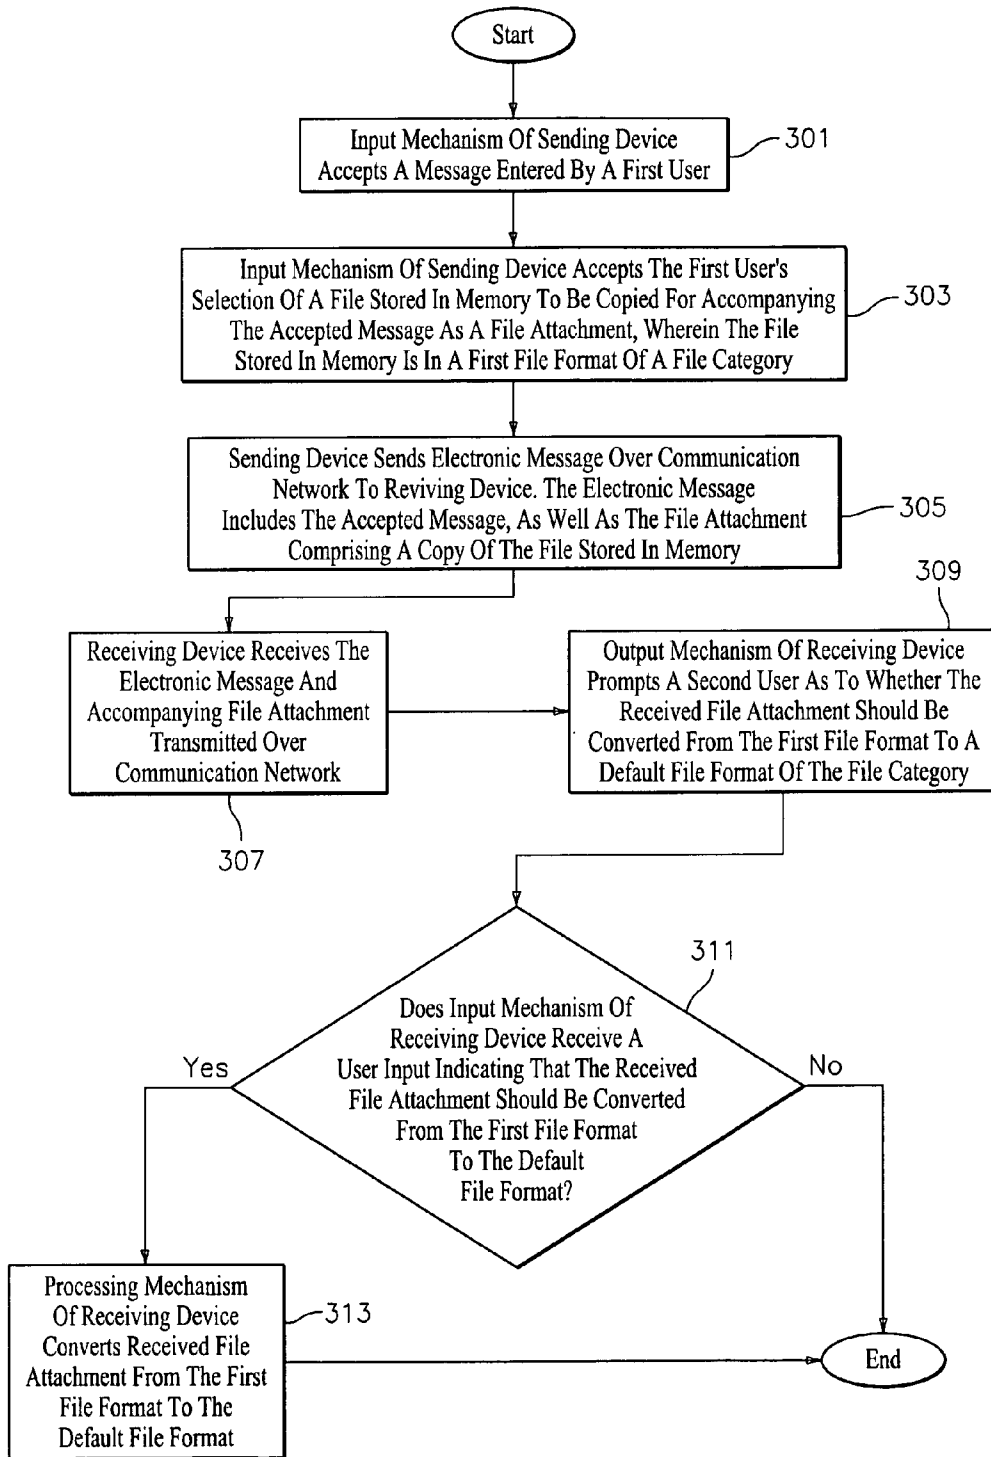 Start
Input Mechanism Of Sending Device
Accepts A Message Entered By A First User
301
Input Mechanism Of Sending Device Accepts The First User's
Selection Of A File Stored In Memory To Be Copied For Accompanying
The Accepted Message As A File Attachment, Wherein The File
Stored In Memory Is In A First File Format Of A File Category
303
Sending Device Sends Electronic Message Over Communication
Network To Reviving Device. The Electronic Message
Includes The Accepted Message, As Well As The File Attachment
Comprising A Copy Of The File Stored In Memory
305
Receiving Device Receives The
Electronic Message And
Accompanying File Attachment
Transmitted Over
Communication Network
307
309
Output Mechanism Of Receiving Device
Prompts A Second User As To Whether The
Received File Attachment Should Be
Converted From The First File Format To A
Default File Format Of The File Category
311
Does Input Mechanism Of
Receiving Device Receive A
User Input Indicating That The Received
File Attachment Should Be Converted
From The First File Format
To The Default
File Format?
Yes
No
Processing Mechanism
Of Receiving Device
Converts Received File
Attachment From The First
File Format To The
Default File Format
313
End